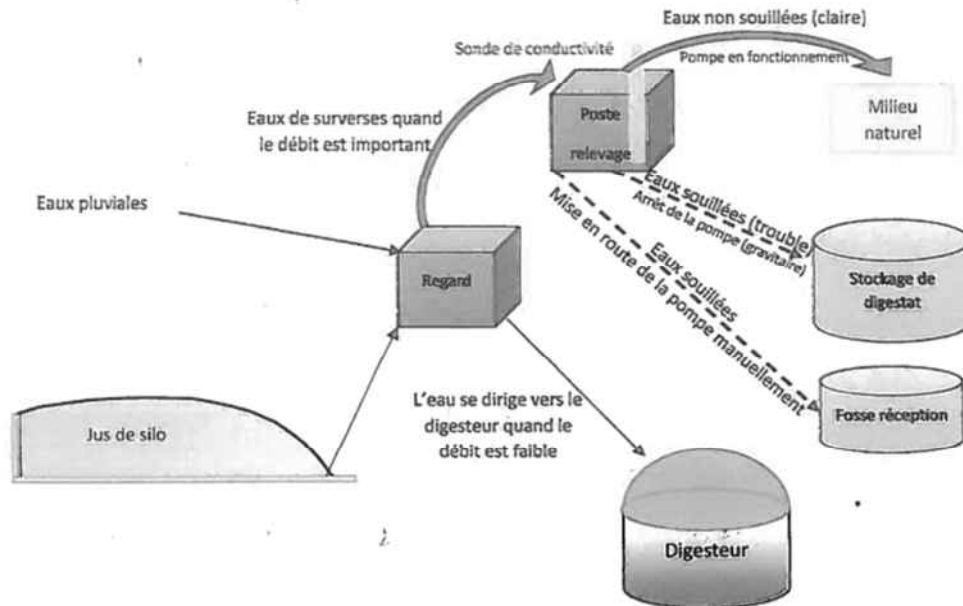 Eaux non souillées (claire)
Sonde de conductivité
Pompe en fonctionnement
Eaux de surverses quand
le débit est important
Poste
relevage
Milieu
naturel
Eaux pluviales
Regard
Eaux souillées (trouble)
Arrêt de la pompe (gravitaire)
Eaux souillées
Mise en route de la pompe manuellement
Stockage de
digestat
Fosse réception
Jus de silo
L'eau se dirige vers le
digesteur quand le
débit est faible
Digesteur